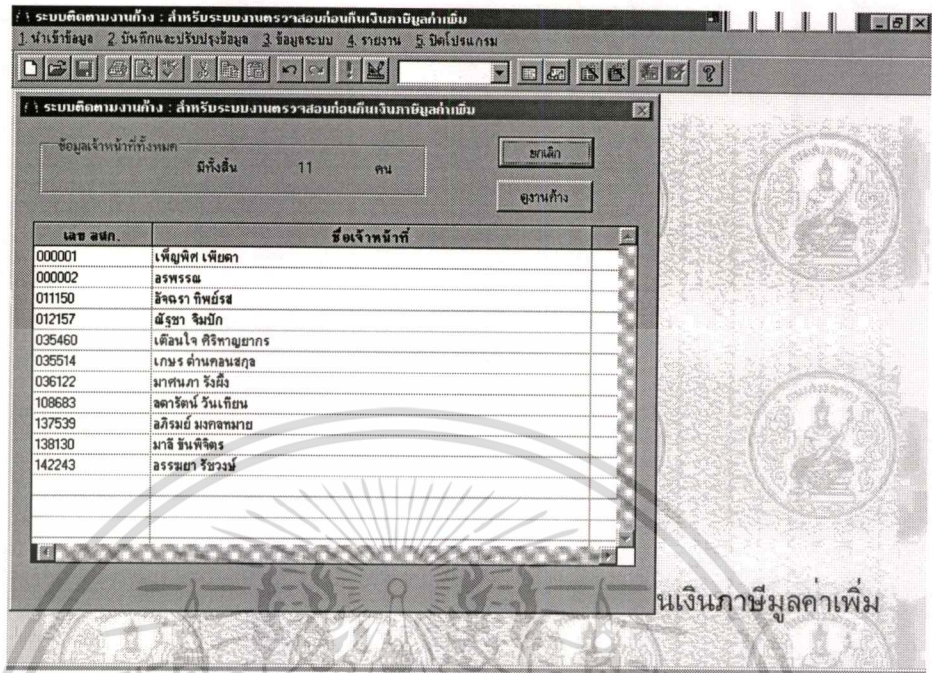 ระบบติดตามงานค้าง : สำหรับระบบงานตรวจสอบก่อนคืนเงินภาษีมูลค่าเพิ่ม
1. นำเข้าข้อมูล 2. บันทึกและปรับปรุงข้อมูล 3. ข้อมูลระบบ 4. รายงาน 5. ปิดโปรแกรม
ระบบติดตามงานค้าง : สำหรับระบบงานตรวจสอบก่อนคืนเงินภาษีมูลค่าเพิ่ม
ข้อมูลเจ้าหน้าที่ทั้งหมด
มีทั้งสิ้น 11 คน
ยกเลิก
ดูงานค้าง
เลข อสก. ชื่อเจ้าหน้าที่
000001 เพ็ญพิศ เพียดา
000002 อรพรรณ
011150 อัจฉรา ทิพย์รส
012157 ณัฐชา จิมปัก
035460 เตือนใจ ศิริหาญยากร
035514 เกษร ด่านคอนสกุล
036122 มาศนภา รังผึ้ง
108683 ลดารัตน์ วันเทียน
137539 อภิรมย์ มงคลหมาย
138130 มาลี ขันพิจิตร
142243 อรรฆยา รัชวงษ์
นเงินภาษีมูลค่าเพิ่ม